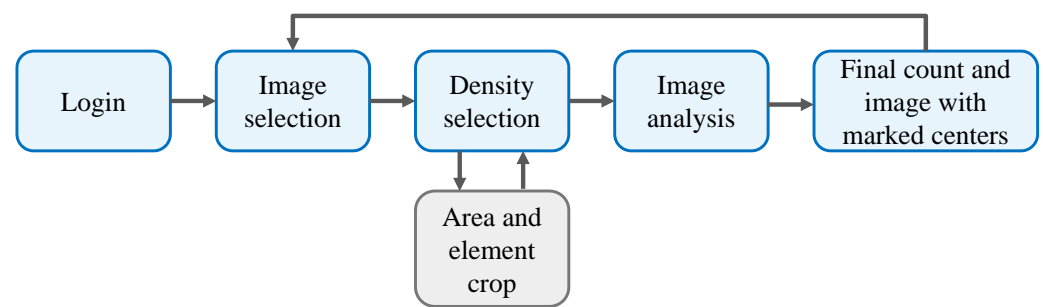 Login
Image
selection
Density
selection
Image
analysis
Final count and
image with
marked centers
Area and
element
crop